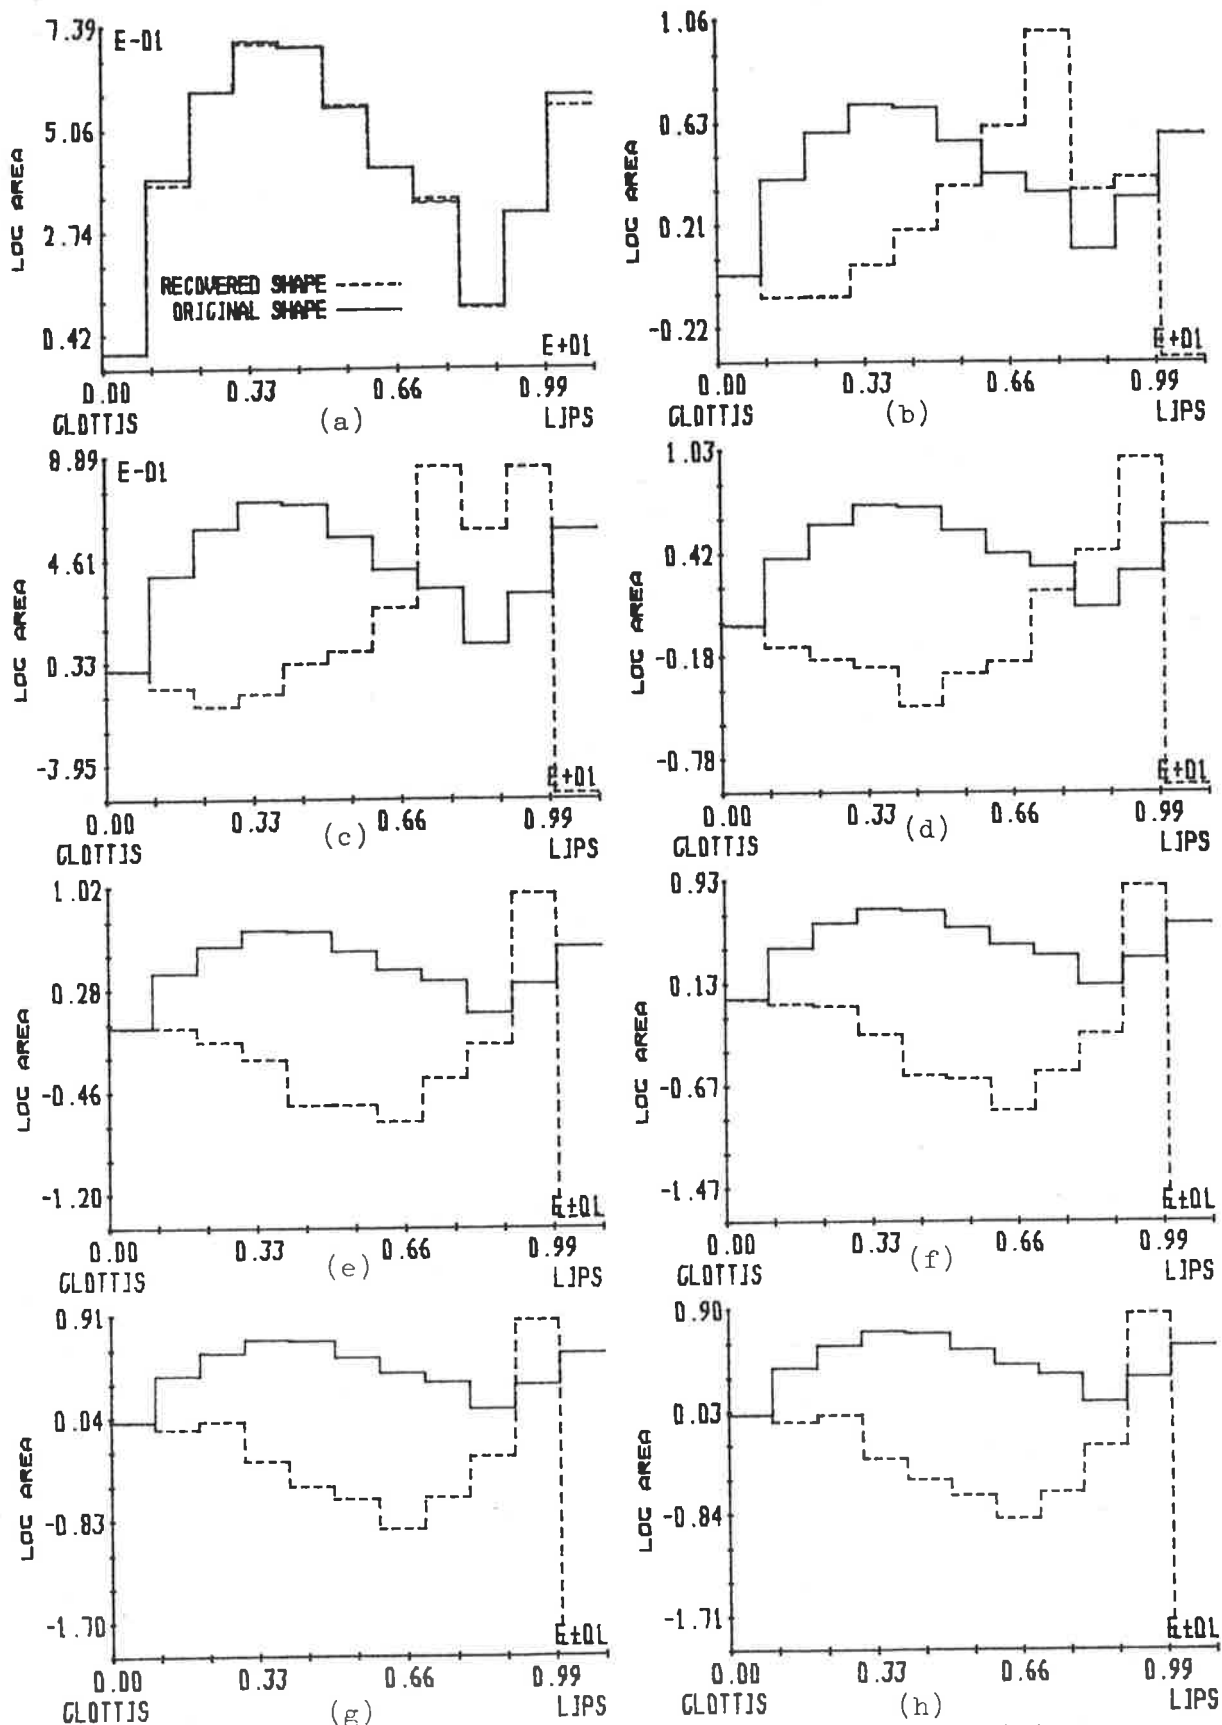 7.39
E-01
5.06
LOG AREA
2.74
RECOVERED SHAPE
ORIGINAL SHAPE
0.42
E+01
0.00
0.33
0.66
0.99
GLOTTIS
(a)
LIPS
1.06
0.63
LOG AREA
0.21
-0.22
E+01
0.00
0.33
0.66
0.99
GLOTTIS
(b)
LIPS
8.89
E-01
4.61
LOG AREA
0.33
-3.95
E+01
0.00
0.33
0.66
0.99
GLOTTIS
(c)
LIPS
1.03
0.42
LOG AREA
-0.18
-0.78
E+01
0.00
0.33
0.66
0.99
GLOTTIS
(d)
LIPS
1.02
0.28
LOG AREA
-0.46
-1.20
E+01
0.00
0.33
0.66
0.99
GLOTTIS
(e)
LIPS
0.93
0.13
LOG AREA
-0.67
-1.47
E+01
0.00
0.33
0.66
0.99
GLOTTIS
(f)
LIPS
0.91
0.04
LOG AREA
-0.83
-1.70
E+01
0.00
0.33
0.66
0.99
GLOTTIS
(g)
LIPS
0.90
0.03
LOG AREA
-0.84
-1.71
E+01
0.00
0.33
0.66
0.99
GLOTTIS
(h)
LIPS